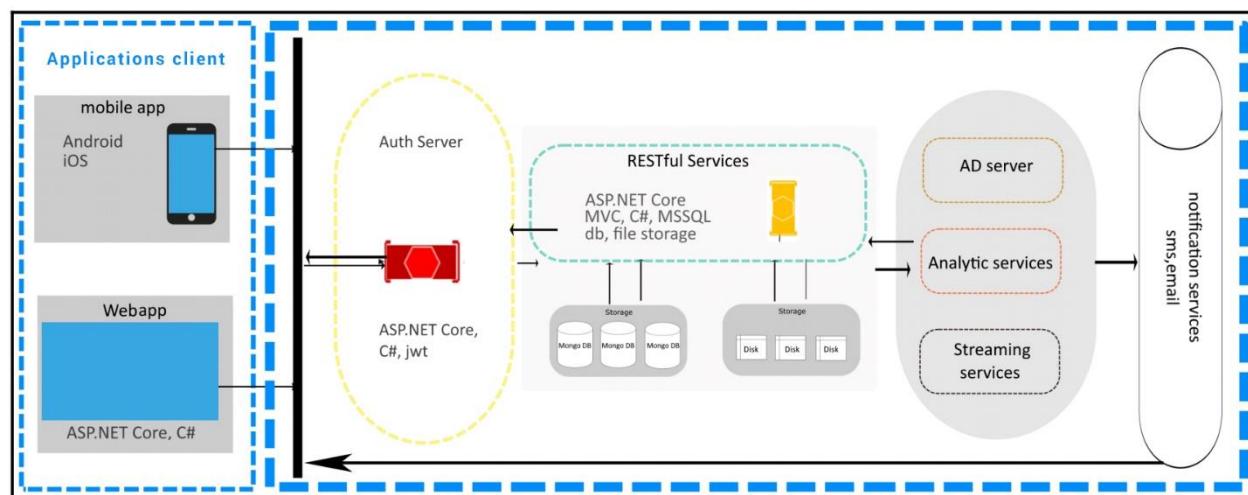 Applications client
mobile app
Android
iOS
Webapp
ASP.NET Core, C#
Auth Server
ASP.NET Core,
C#, jwt
RESTful Services
ASP.NET Core
MVC, C#, MSSQL
db, file storage
Storage
Mongo DB
Mongo DB
Mongo DB
Storage
Disk
Disk
Disk
AD server
Analytic services
Streaming
services
notification services
sms,email